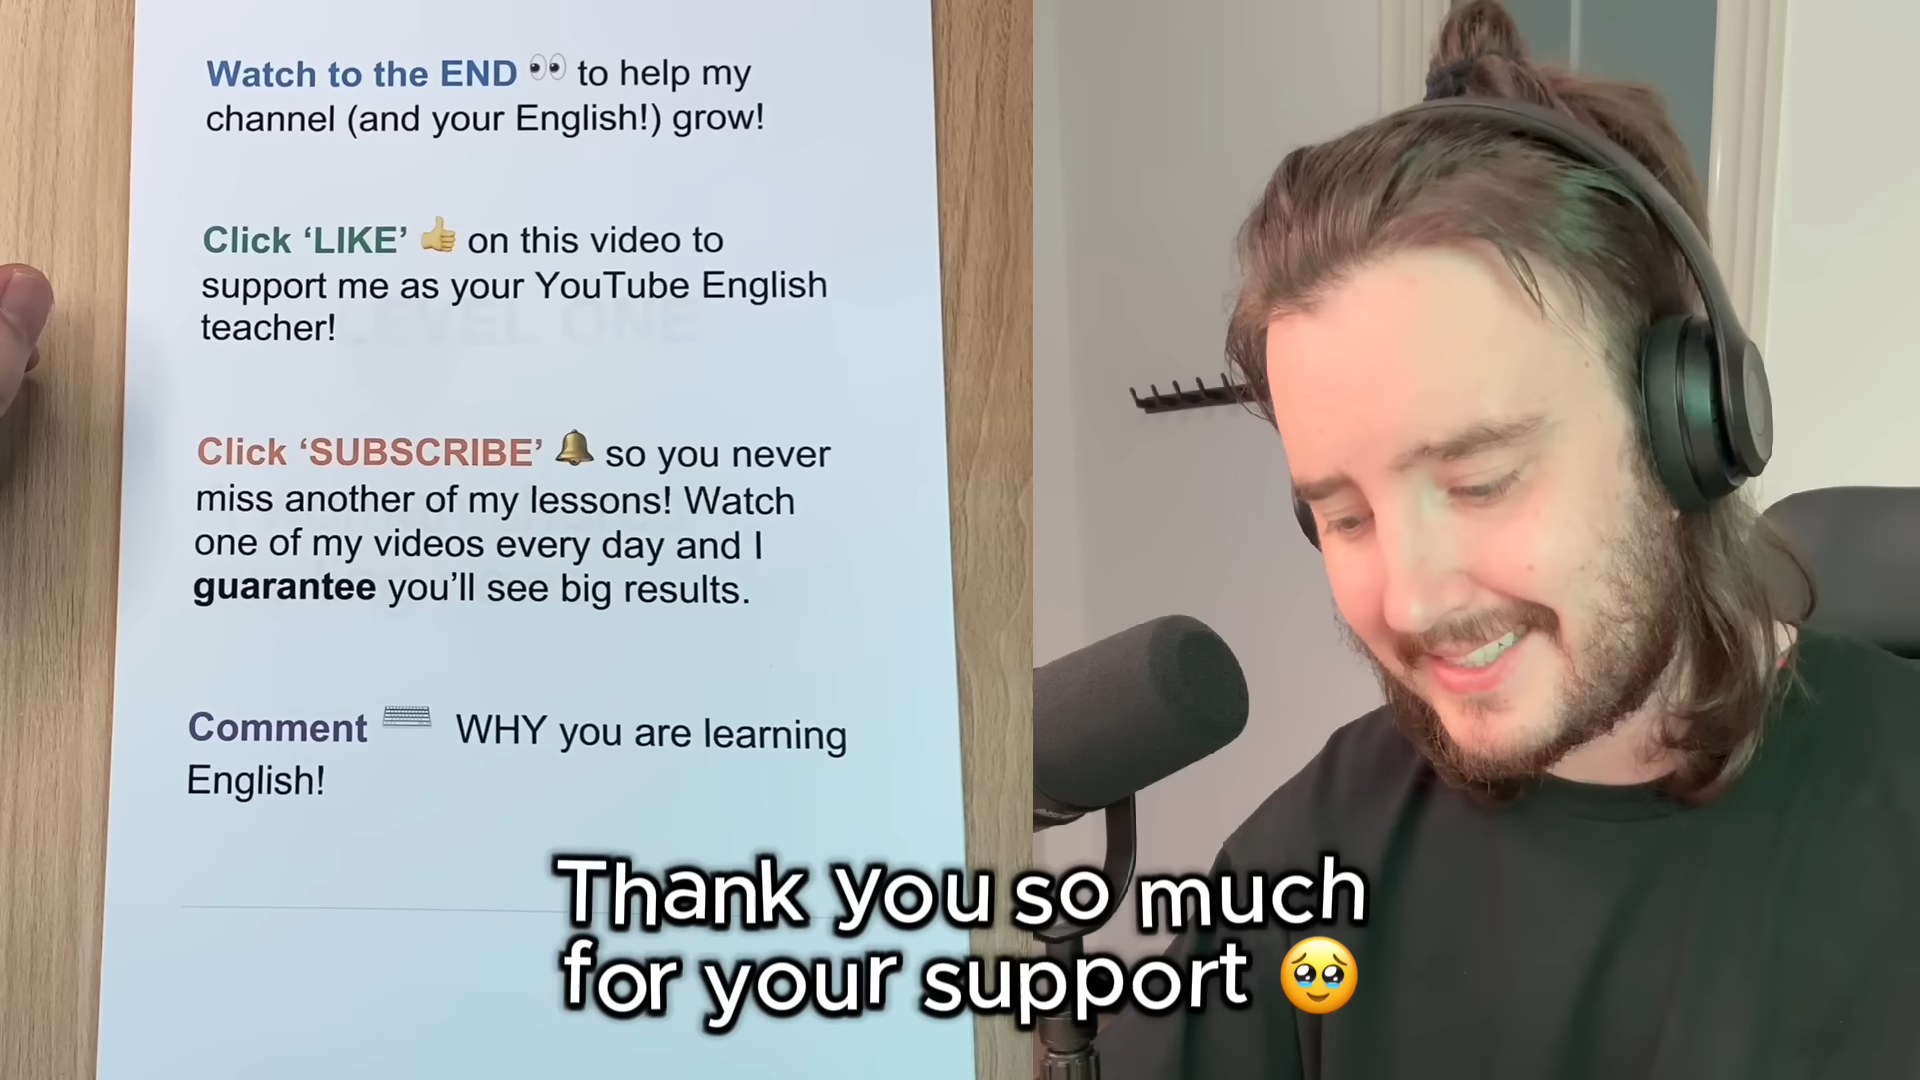 Watch to the END 👀 to help my
channel (and your English!) grow!
Click ‘LIKE’ 👍 on this video to
support me as your YouTube English
teacher!
LEVEL ONE
Click ‘SUBSCRIBE’ 🔔 so you never
miss another of my lessons! Watch
one of my videos every day and I
guarantee you’ll see big results.
Comment ⌨ WHY you are learning
English!
Thank you so much
for your support 🥹